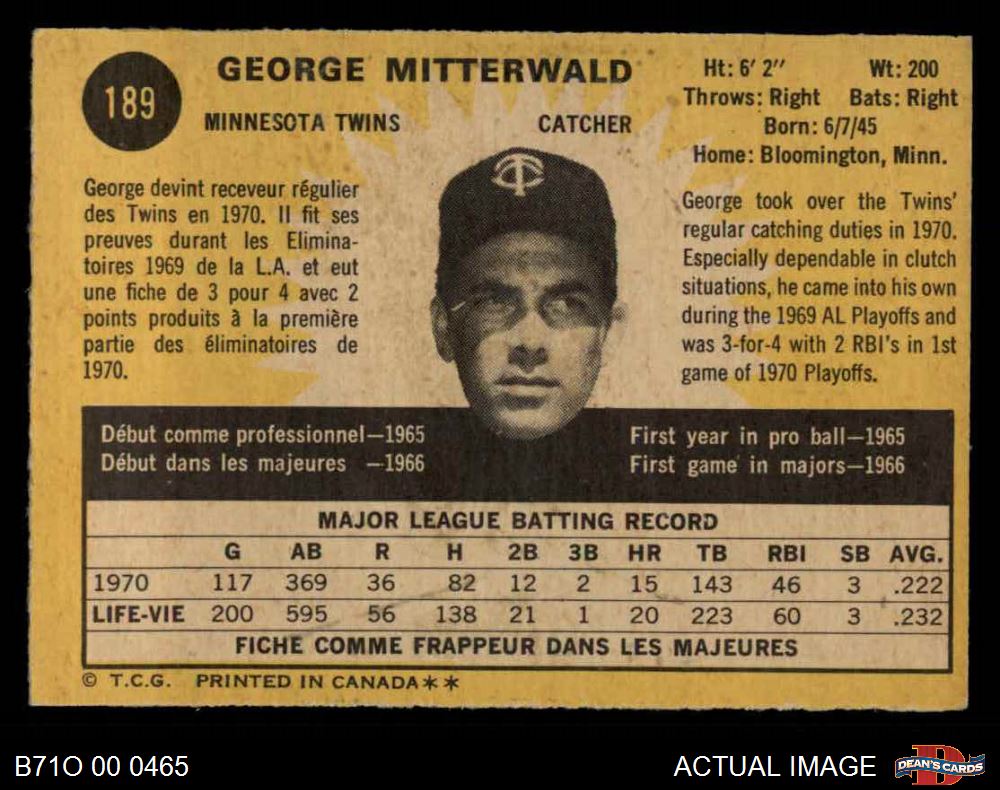 189
GEORGE MITTERWALD
MINNESOTA TWINS CATCHER
Ht: 6' 2" Wt: 200
Throws: Right Bats: Right
Born: 6/7/45
Home: Bloomington, Minn.
George devint receveur régulier
des Twins en 1970. Il fit ses
preuves durant les Elimina-
toires 1969 de la L.A. et eut
une fiche de 3 pour 4 avec 2
points produits à la première
partie des éliminatoires de
1970.
George took over the Twins'
regular catching duties in 1970.
Especially dependable in clutch
situations, he came into his own
during the 1969 AL Playoffs and
was 3-for-4 with 2 RBI's in 1st
game of 1970 Playoffs.
TC
Début comme professionnel—1965
Début dans les majeures —1966
First year in pro ball—1965
First game in majors—1966
MAJOR LEAGUE BATTING RECORD
G AB R H 2B 3B HR TB RBI SB AVG.
1970 117 369 36 82 12 2 15 143 46 3 .222
LIFE-VIE 200 595 56 138 21 1 20 223 60 3 .232
FICHE COMME FRAPPEUR DANS LES MAJEURES
© T.C.G. PRINTED IN CANADA**
B71O 00 0465
ACTUAL IMAGE
DEAN'S CARDS